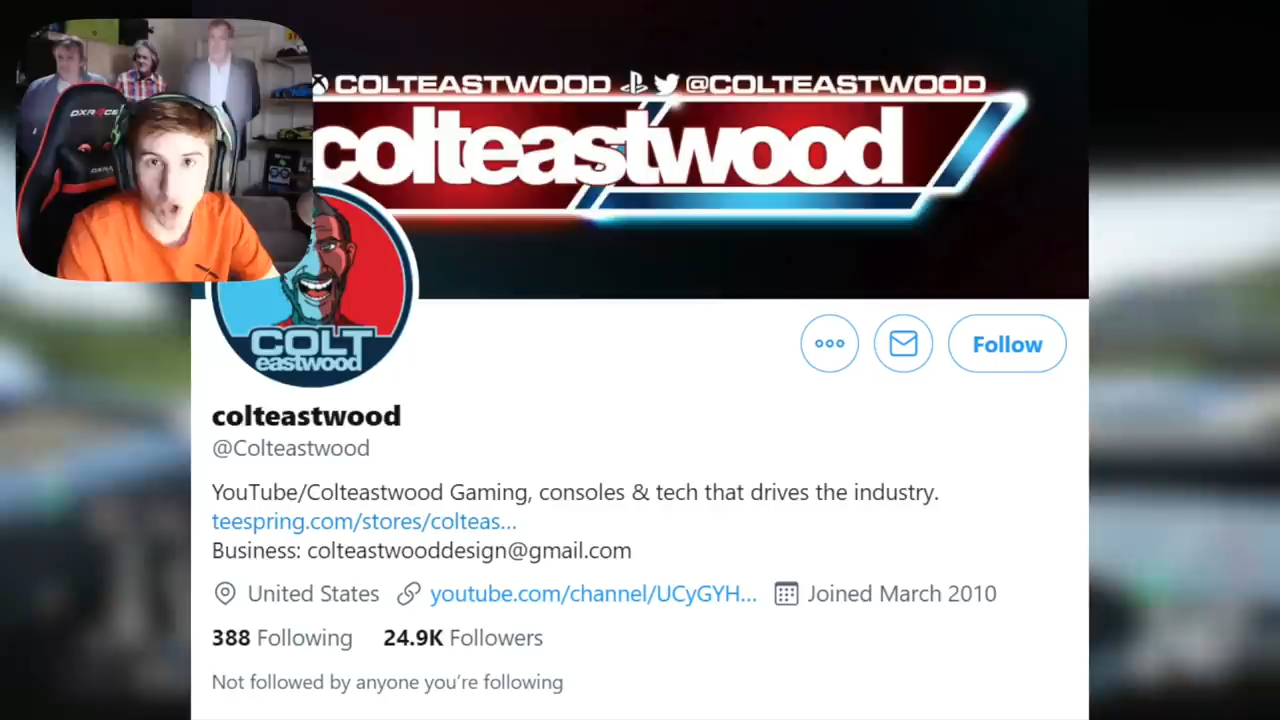 COLTEASTWOOD @COLTEASTWOOD
colteastwood
DXRACER
COLT
eastwood
Follow
colteastwood
@Colteastwood
YouTube/Colteastwood Gaming, consoles & tech that drives the industry.
teespring.com/stores/colteas...
Business: colteastwooddesign@gmail.com
United States youtube.com/channel/UCyGYH... Joined March 2010
388 Following 24.9K Followers
Not followed by anyone you’re following